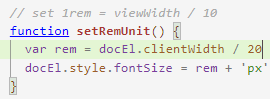 // set 1rem = viewWidth / 10
function setRemUnit() {
var rem = docEl.clientWidth / 20
docEl.style.fontSize = rem + 'px'
}